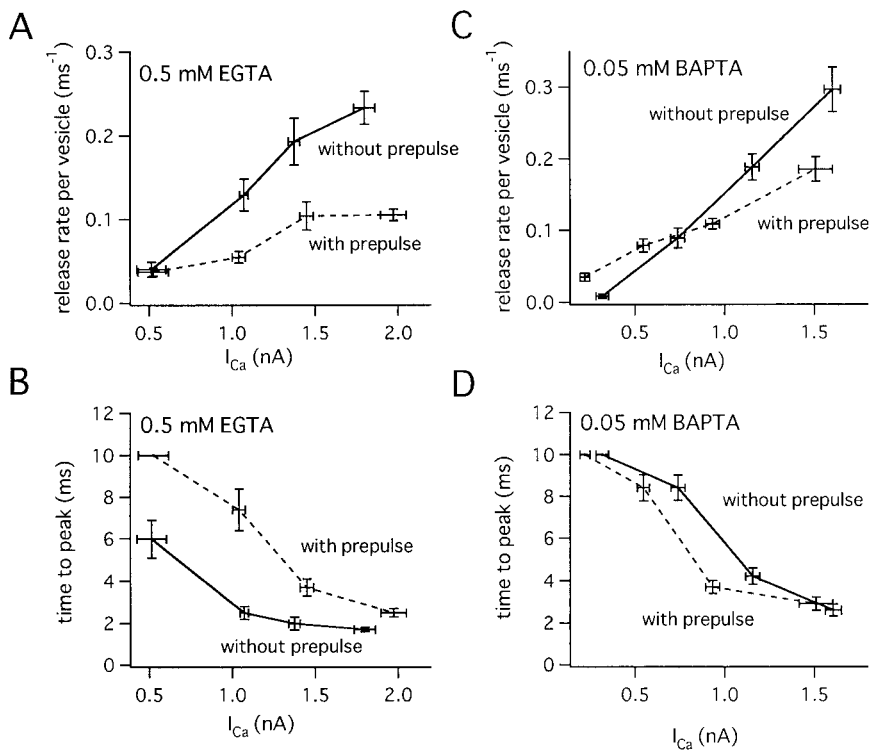 A
release rate per vesicle (ms-1)
0.3
0.2
0.1
0.0
0.5 mM EGTA
without prepulse
with prepulse
0.5
1.0
1.5
2.0
ICa (nA)
C
release rate per vesicle (ms-1)
0.3
0.2
0.1
0.0
0.05 mM BAPTA
without prepulse
with prepulse
0.5
1.0
1.5
ICa (nA)
B
time to peak (ms)
12
10
8
6
4
2
0
0.5 mM EGTA
with prepulse
without prepulse
0.5
1.0
1.5
2.0
ICa (nA)
D
time to peak (ms)
12
10
8
6
4
2
0
0.05 mM BAPTA
without prepulse
with prepulse
0.5
1.0
1.5
ICa (nA)